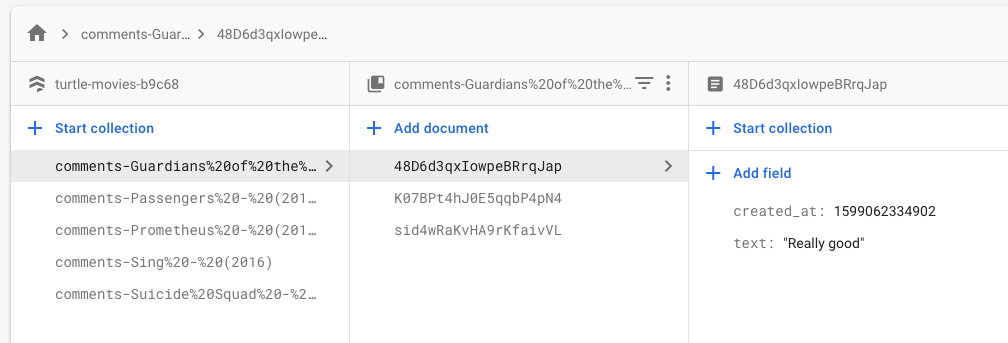 comments-Guar... 48D6d3qxIowpe...
turtle-movies-b9c68
Start collection
comments-Guardians%20of%20the%...
comments-Passengers%20-%20(201...
comments-Prometheus%20-%20(201...
comments-Sing%20-%20(2016)
comments-Suicide%20Squad%20-%2...
comments-Guardians%20of%20the%...
Add document
48D6d3qxIowpeBRrqJap
K07BPt4hJ0E5qqbP4pN4
sid4wRaKvHA9rKfaivVL
48D6d3qxIowpeBRrqJap
Start collection
Add field
created_at: 1599062334902
text: "Really good"